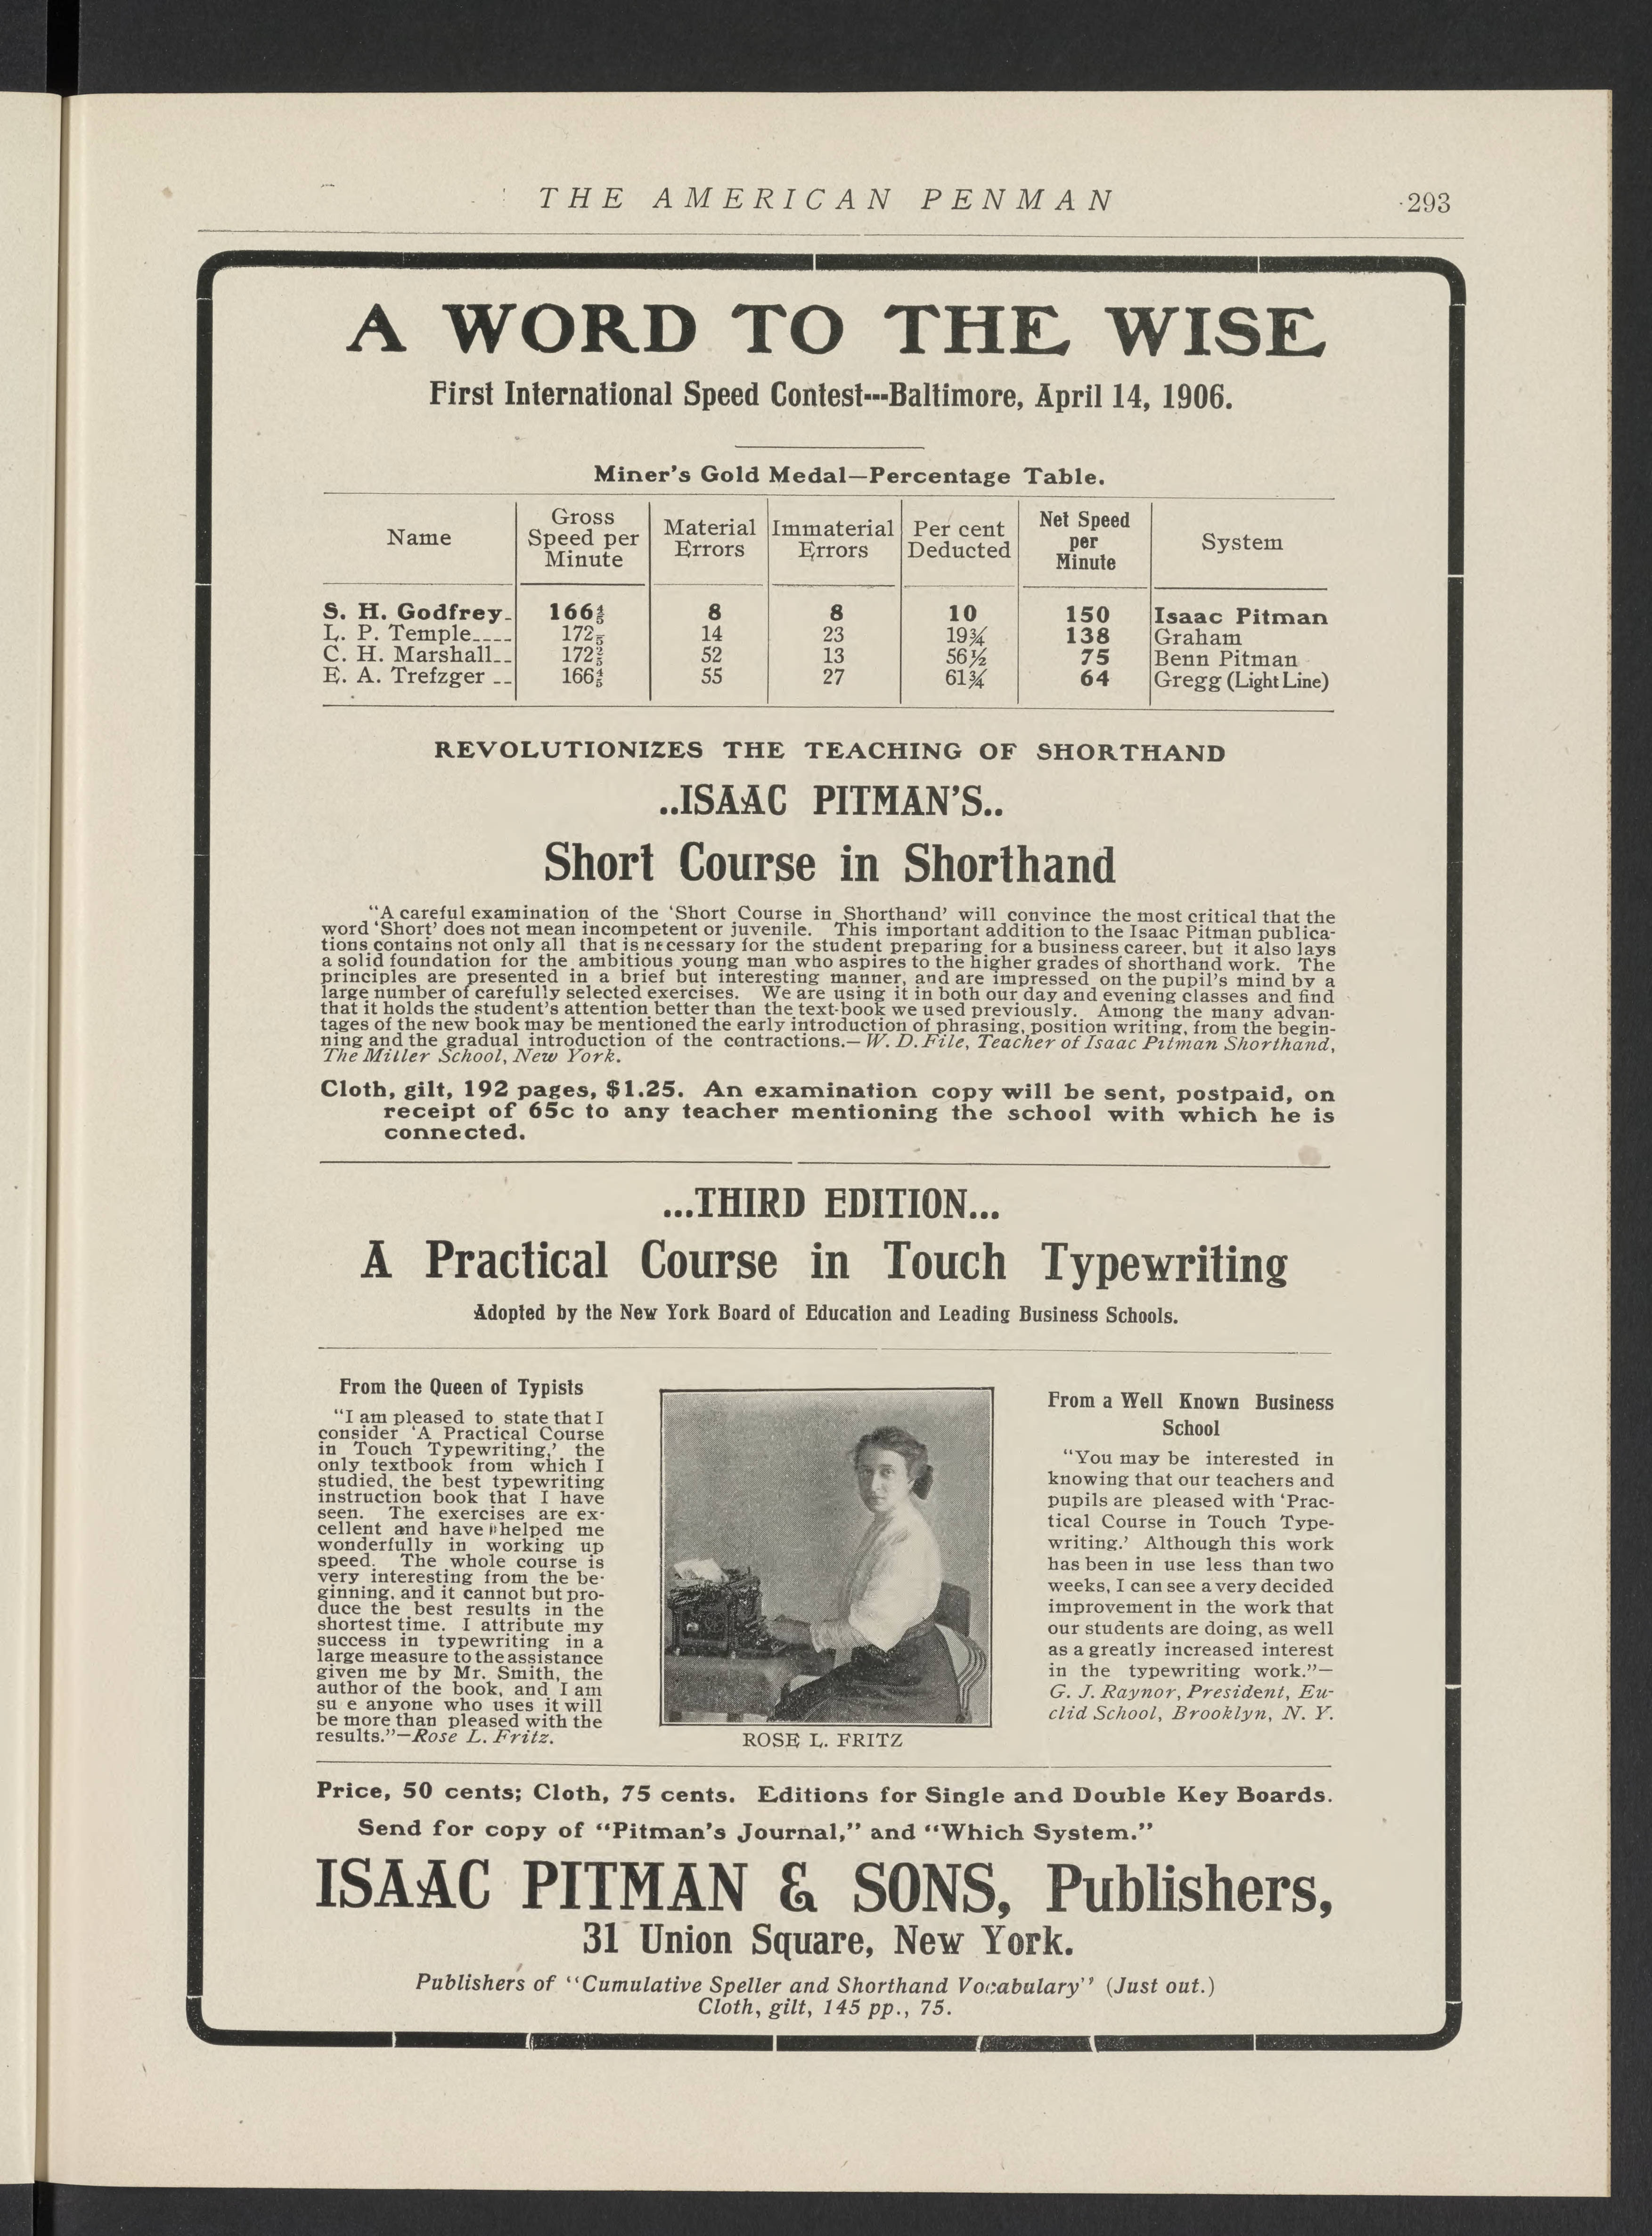 THE AMERICAN PENMAN 293
A WORD TO THE WISE
First International Speed Contest---Baltimore, April 14, 1906.
Miner's Gold Medal—Percentage Table.
Name Gross Speed per Minute Material Errors Immaterial Errors Per cent Deducted Net Speed per Minute System
S. H. Godfrey 166⅘ 8 8 10 150 Isaac Pitman
L. P. Temple 172 14 23 19¾ 138 Graham
C. H. Marshall 172⅖ 52 13 56½ 75 Benn Pitman
E. A. Trefzger 166⅘ 55 27 61¾ 64 Gregg (Light Line)
REVOLUTIONIZES THE TEACHING OF SHORTHAND
..ISAAC PITMAN'S..
Short Course in Shorthand
"A careful examination of the 'Short Course in Shorthand' will convince the most critical that the
word 'Short' does not mean incompetent or juvenile. This important addition to the Isaac Pitman publica-
tions contains not only all that is necessary for the student preparing for a business career, but it also lays
a solid foundation for the ambitious young man who aspires to the higher grades of shorthand work. The
principles are presented in a brief but interesting manner, and are impressed on the pupil's mind by a
large number of carefully selected exercises. We are using it in both our day and evening classes and find
that it holds the student's attention better than the text-book we used previously. Among the many advan-
tages of the new book may be mentioned the early introduction of phrasing, position writing, from the begin-
ning and the gradual introduction of the contractions.—W. D. File, Teacher of Isaac Pitman Shorthand,
The Miller School, New York.
Cloth, gilt, 192 pages, $1.25. An examination copy will be sent, postpaid, on
receipt of 65c to any teacher mentioning the school with which he is
connected.
...THIRD EDITION...
A Practical Course in Touch Typewriting
Adopted by the New York Board of Education and Leading Business Schools.
From the Queen of Typists
"I am pleased to state that I
consider 'A Practical Course
in Touch Typewriting,' the
only textbook from which I
studied, the best typewriting
instruction book that I have
seen. The exercises are ex-
cellent and have helped me
wonderfully in working up
speed. The whole course is
very interesting from the be-
ginning, and it cannot but pro-
duce the best results in the
shortest time. I attribute my
success in typewriting in a
large measure to the assistance
given me by Mr. Smith, the
author of the book, and I am
su e anyone who uses it will
be more than pleased with the
results."—Rose L. Fritz.
ROSE L. FRITZ
From a Well Known Business
School
"You may be interested in
knowing that our teachers and
pupils are pleased with 'Prac-
tical Course in Touch Type-
writing.' Although this work
has been in use less than two
weeks, I can see a very decided
improvement in the work that
our students are doing, as well
as a greatly increased interest
in the typewriting work."—
G. J. Raynor, President, Eu-
clid School, Brooklyn, N. Y.
Price, 50 cents; Cloth, 75 cents. Editions for Single and Double Key Boards.
Send for copy of "Pitman's Journal," and "Which System."
ISAAC PITMAN & SONS, Publishers,
31 Union Square, New York.
Publishers of "Cumulative Speller and Shorthand Vocabulary" (Just out.)
Cloth, gilt, 145 pp., 75.